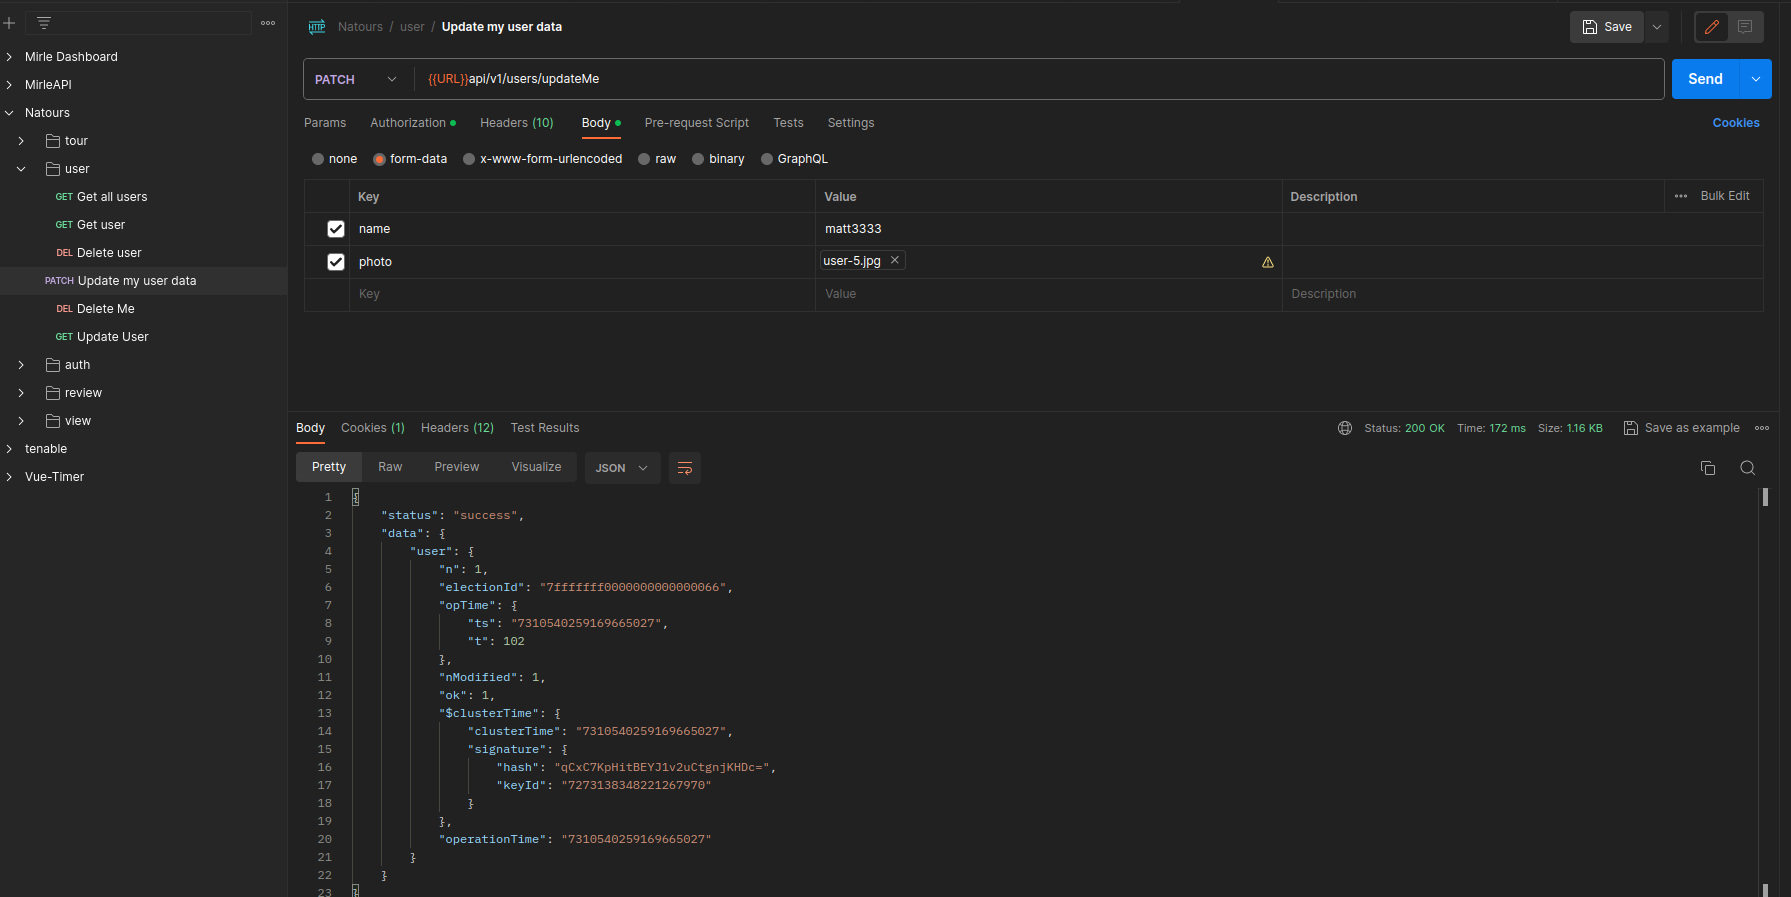 Mirle Dashboard
MirleAPI
Natours
tour
user
GET Get all users
GET Get user
DEL Delete user
PATCH Update my user data
DEL Delete Me
GET Update User
auth
review
view
tenable
Vue-Timer
HTTP Natours / user / Update my user data
Save
PATCH {{URL}}api/v1/users/updateMe
Send
Params Authorization Headers (10) Body Pre-request Script Tests Settings
Cookies
none form-data x-www-form-urlencoded raw binary GraphQL
Key Value Description Bulk Edit
name matt3333
photo user-5.jpg
Key Value Description
Body Cookies (1) Headers (12) Test Results
Status: 200 OK Time: 172 ms Size: 1.16 KB Save as example
Pretty Raw Preview Visualize JSON
1 {
2 "status": "success",
3 "data": {
4 "user": {
5 "n": 1,
6 "electionId": "7fffffff0000000000000066",
7 "opTime": {
8 "ts": "7310540259169665027",
9 "t": 102
10 },
11 "nModified": 1,
12 "ok": 1,
13 "$clusterTime": {
14 "clusterTime": "7310540259169665027",
15 "signature": {
16 "hash": "qCxC7KpHitBEYJ1v2uCtgnjKHDc=",
17 "keyId": "7273138348221267970"
18 }
19 },
20 "operationTime": "7310540259169665027"
21 }
22 }
23 }